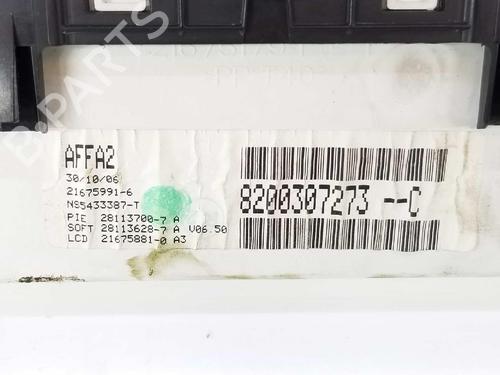 AFFA2
30/10/06
21675991-6
NS5433387-T
PIE 28113700-7 A
SOFT 28113628-7 A V06.50
LCD 21675881-0 A3
8200307273 --C
B-PARTS